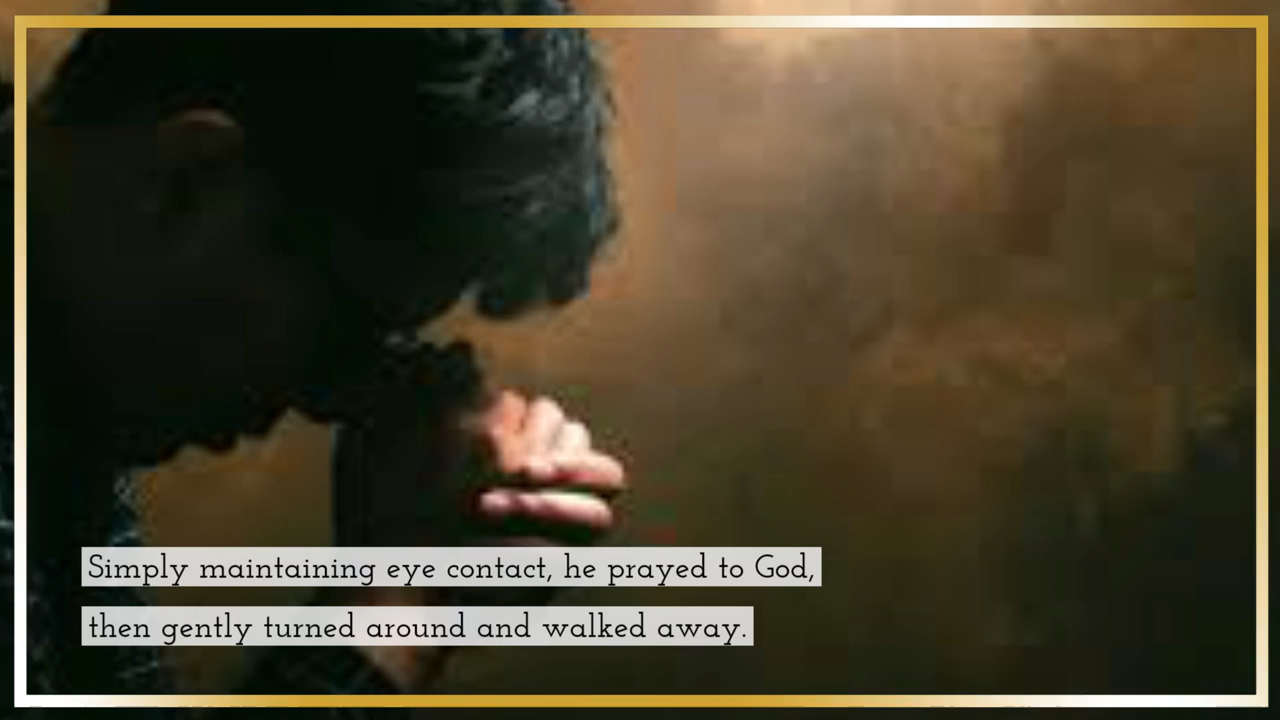 Simply maintaining eye contact, he prayed to God,
then gently turned around and walked away.